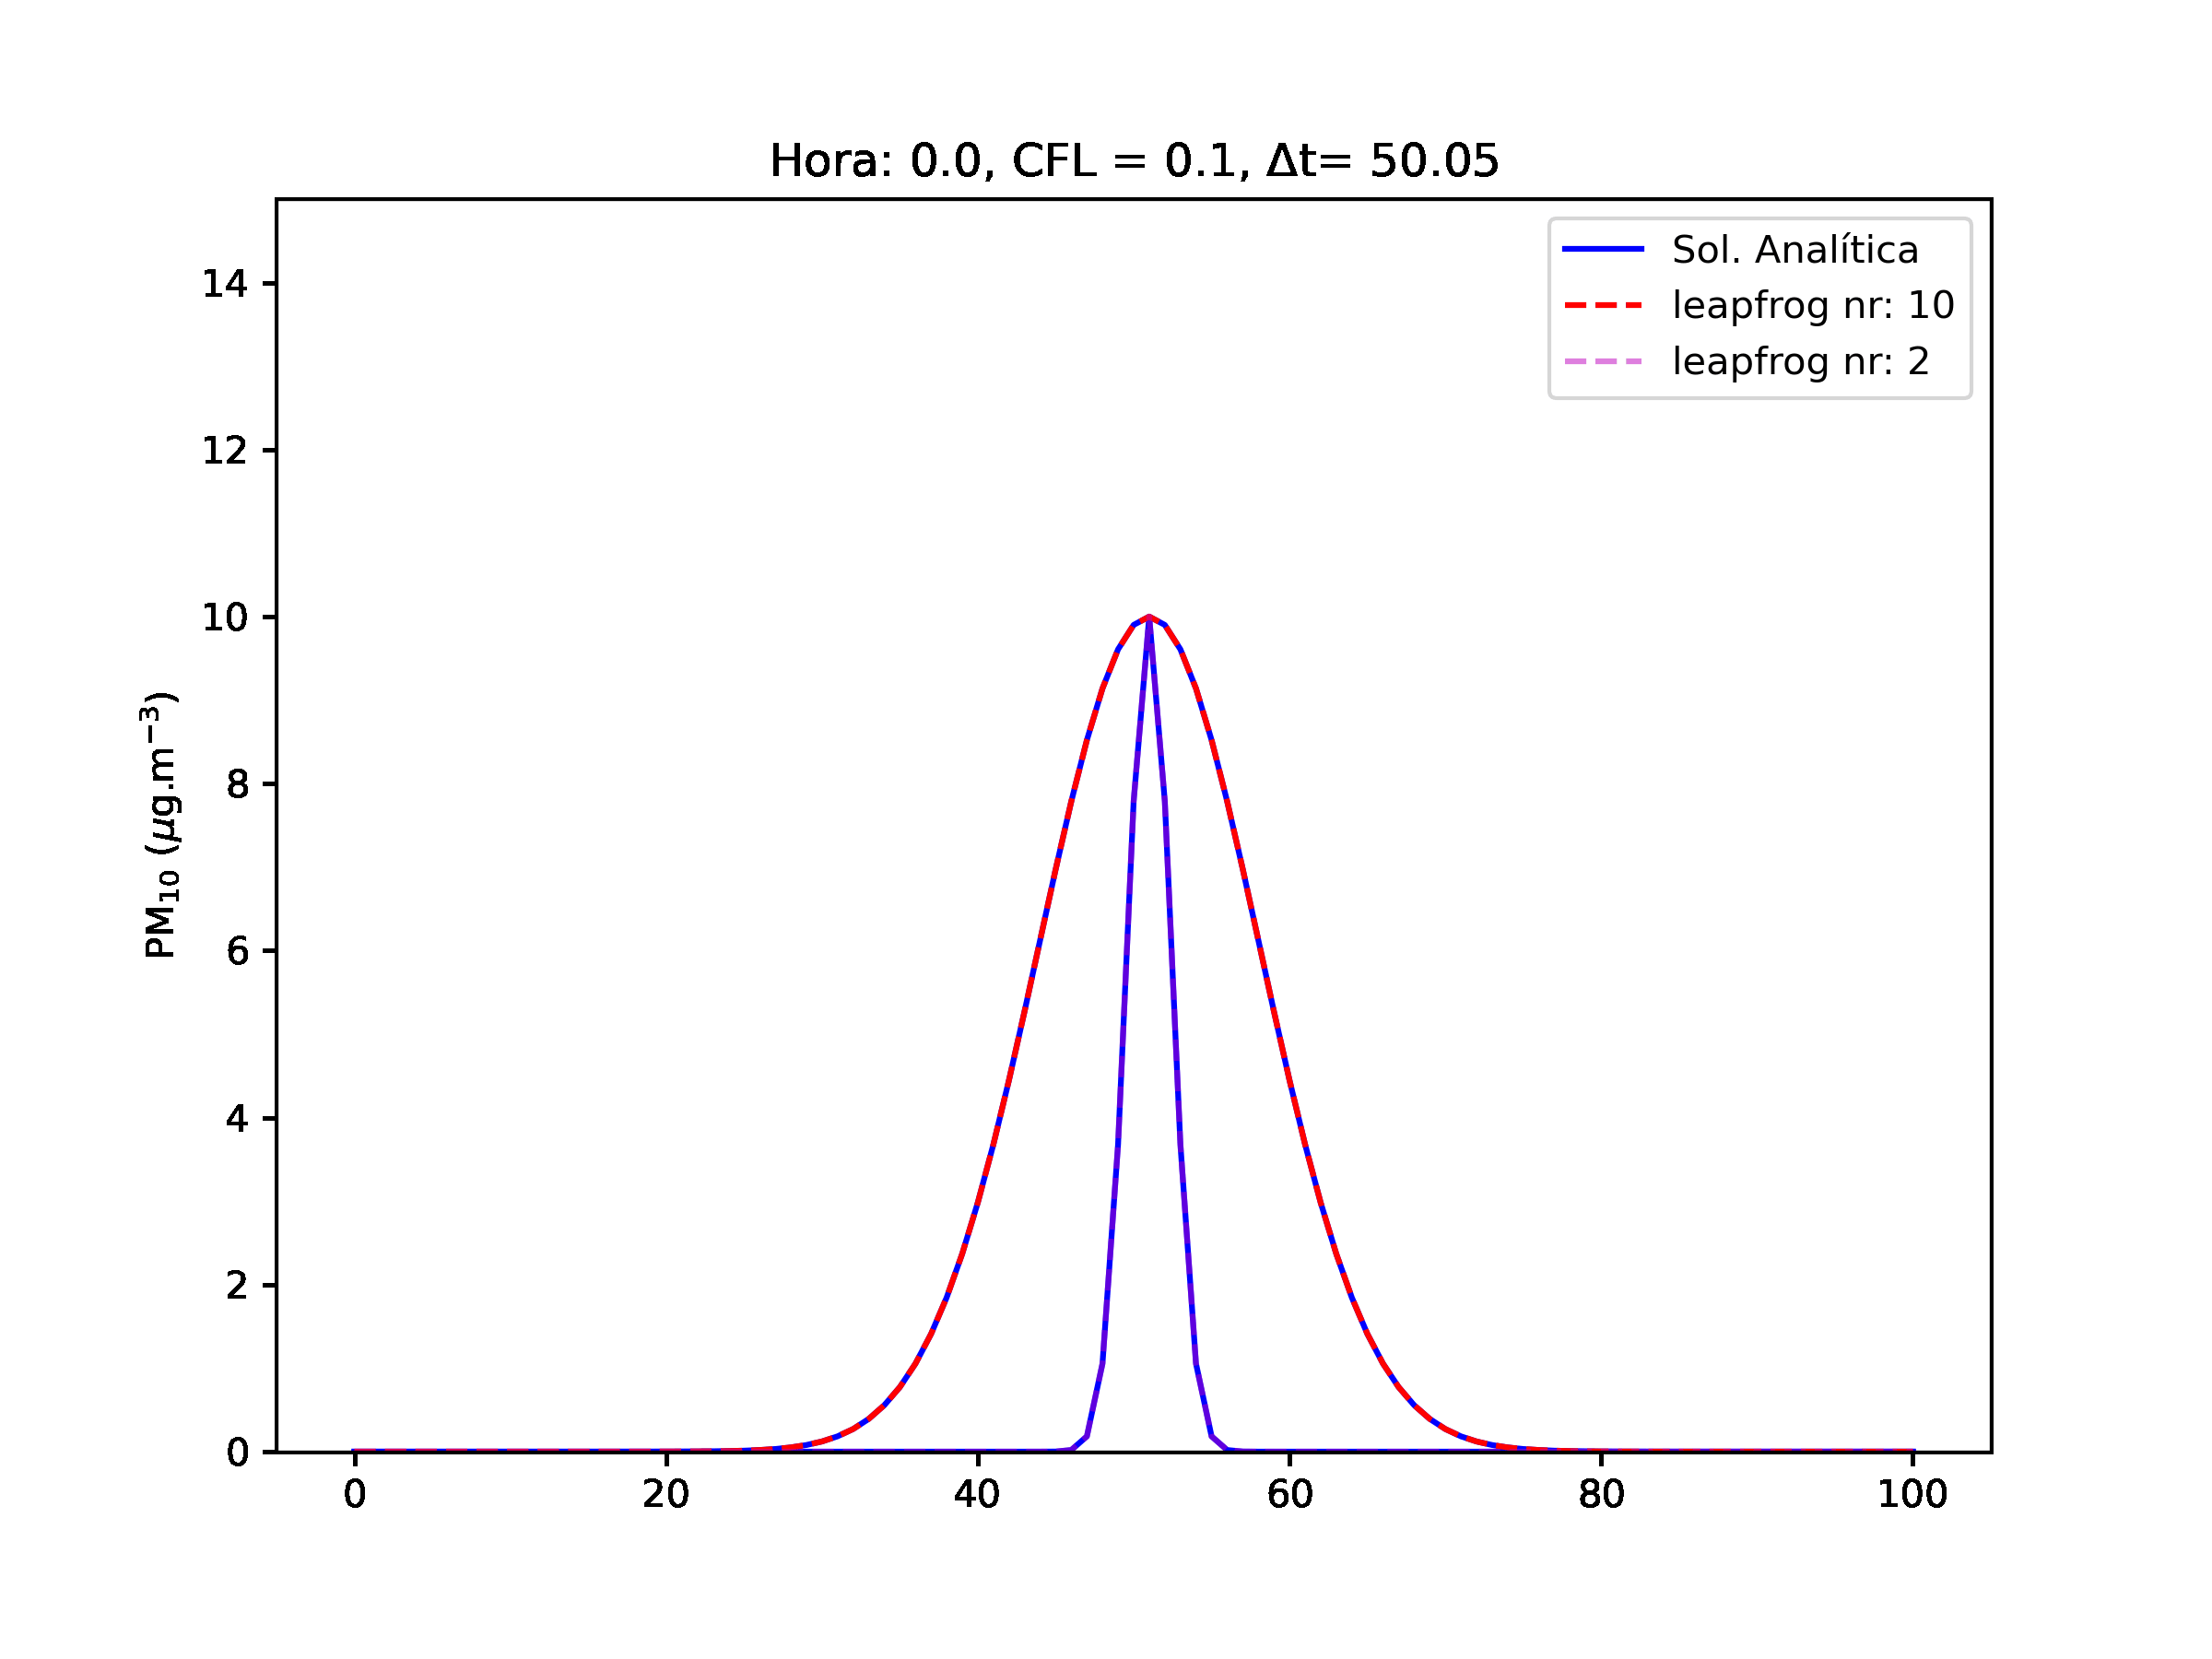 Hora: 0.0, CFL = 0.1, Δt= 50.05
Sol. Analítica
leapfrog nr: 10
leapfrog nr: 2
14
12
10
8
6
4
2
0
PM₁₀ (μg.m⁻³)
0 20 40 60 80 100